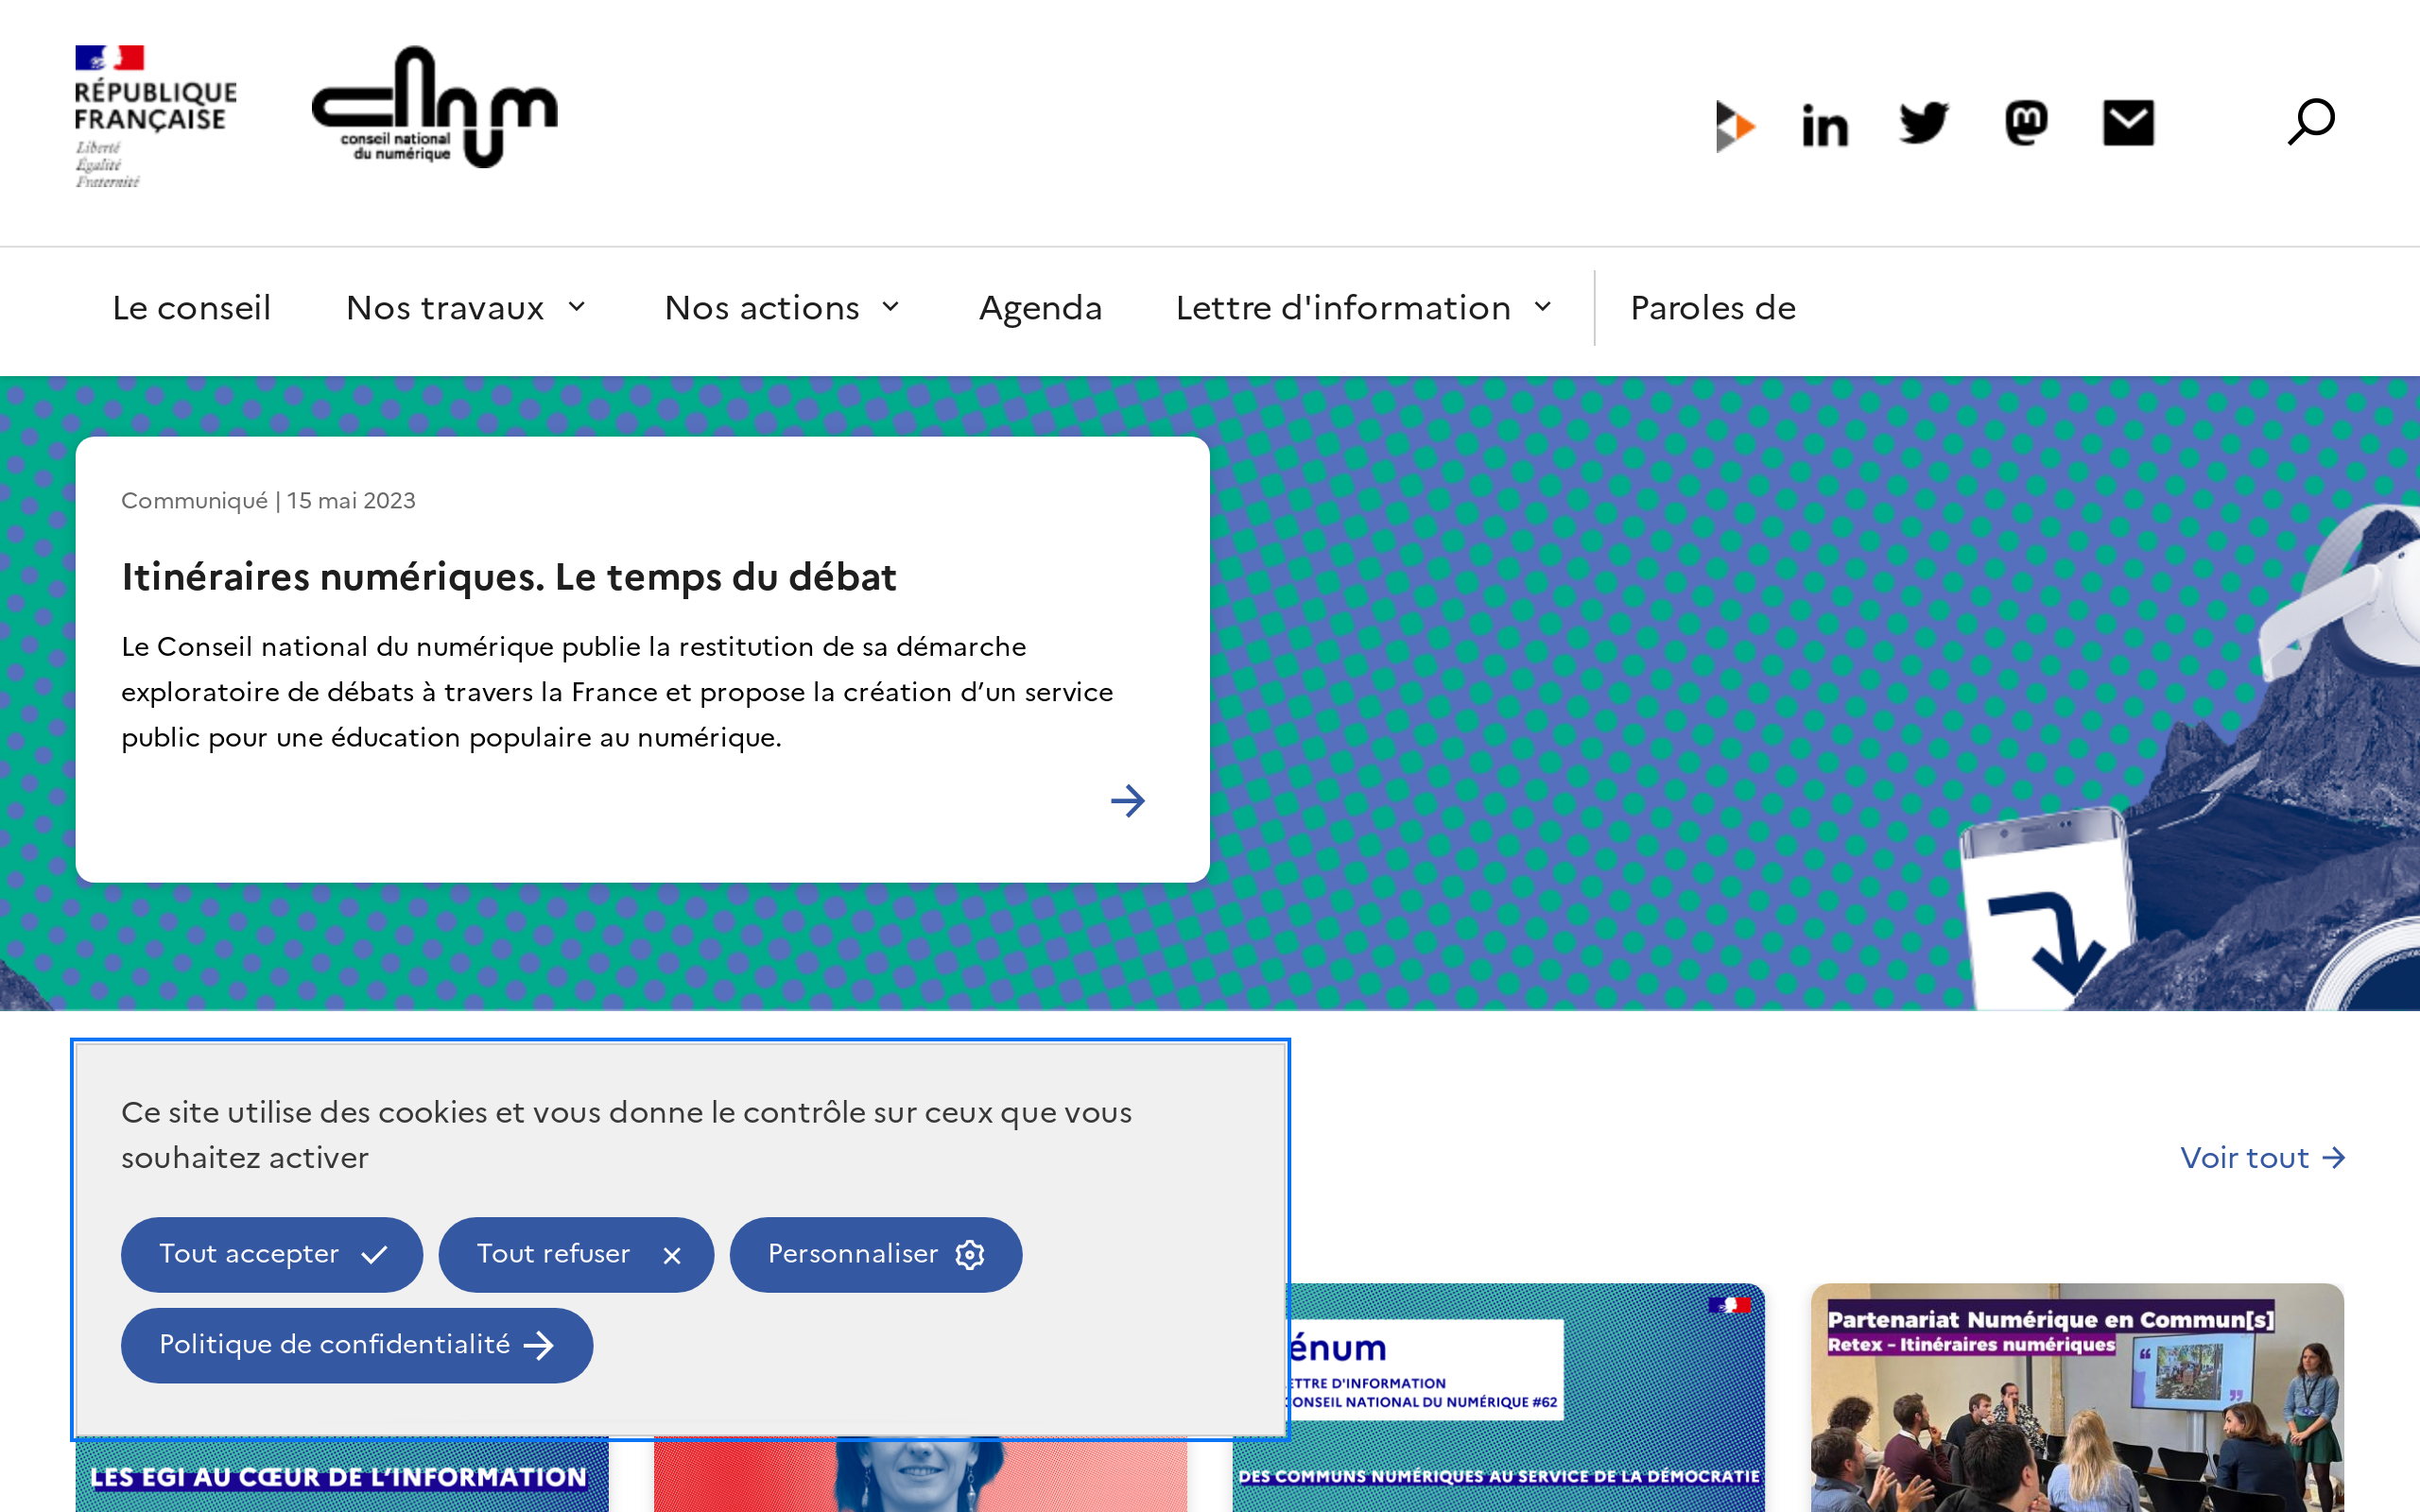 RÉPUBLIQUE
FRANÇAISE
Liberté
Égalité
Fraternité
cnnum
conseil national
du numérique
in
m
Le conseil
Nos travaux
Nos actions
Agenda
Lettre d'information
Paroles de
Communiqué | 15 mai 2023
Itinéraires numériques. Le temps du débat
Le Conseil national du numérique publie la restitution de sa démarche
exploratoire de débats à travers la France et propose la création d’un service
public pour une éducation populaire au numérique.
Ce site utilise des cookies et vous donne le contrôle sur ceux que vous
souhaitez activer
Tout accepter
Tout refuser
Personnaliser
Politique de confidentialité
Voir tout
énum
ETTRE D'INFORMATION
ONSEIL NATIONAL DU NUMÉRIQUE #62
Partenariat Numérique en Commun[s]
Retex - Itinéraires numériques
LES EGI AU CŒUR DE L’INFORMATION
DES COMMUNS NUMÉRIQUES AU SERVICE DE LA DÉMOCRATIE